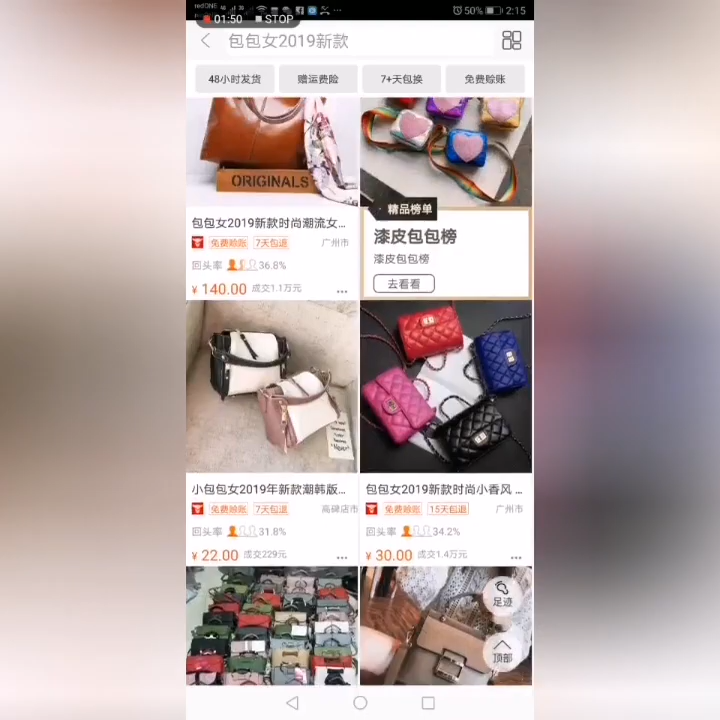 redONE
50%
2:15
01:50
STOP
包包女2019新款
48小时发货
赠运费险
7+天包换
免费赊账
ORIGINALS
包包女2019新款时尚潮流女...
免费赊账
7天包退
广州市
回头率
36.8%
¥ 140.00
成交1.1万元
精品榜单
漆皮包包榜
漆皮包包榜
去看看
小包包女2019年新款潮韩版...
免费赊账
7天包退
高碑店市
回头率
31.8%
¥ 22.00
成交229元
包包女2019新款时尚小香风 ...
免费赊账
15天包退
广州市
回头率
34.2%
¥ 30.00
成交1.4万元
足迹
顶部